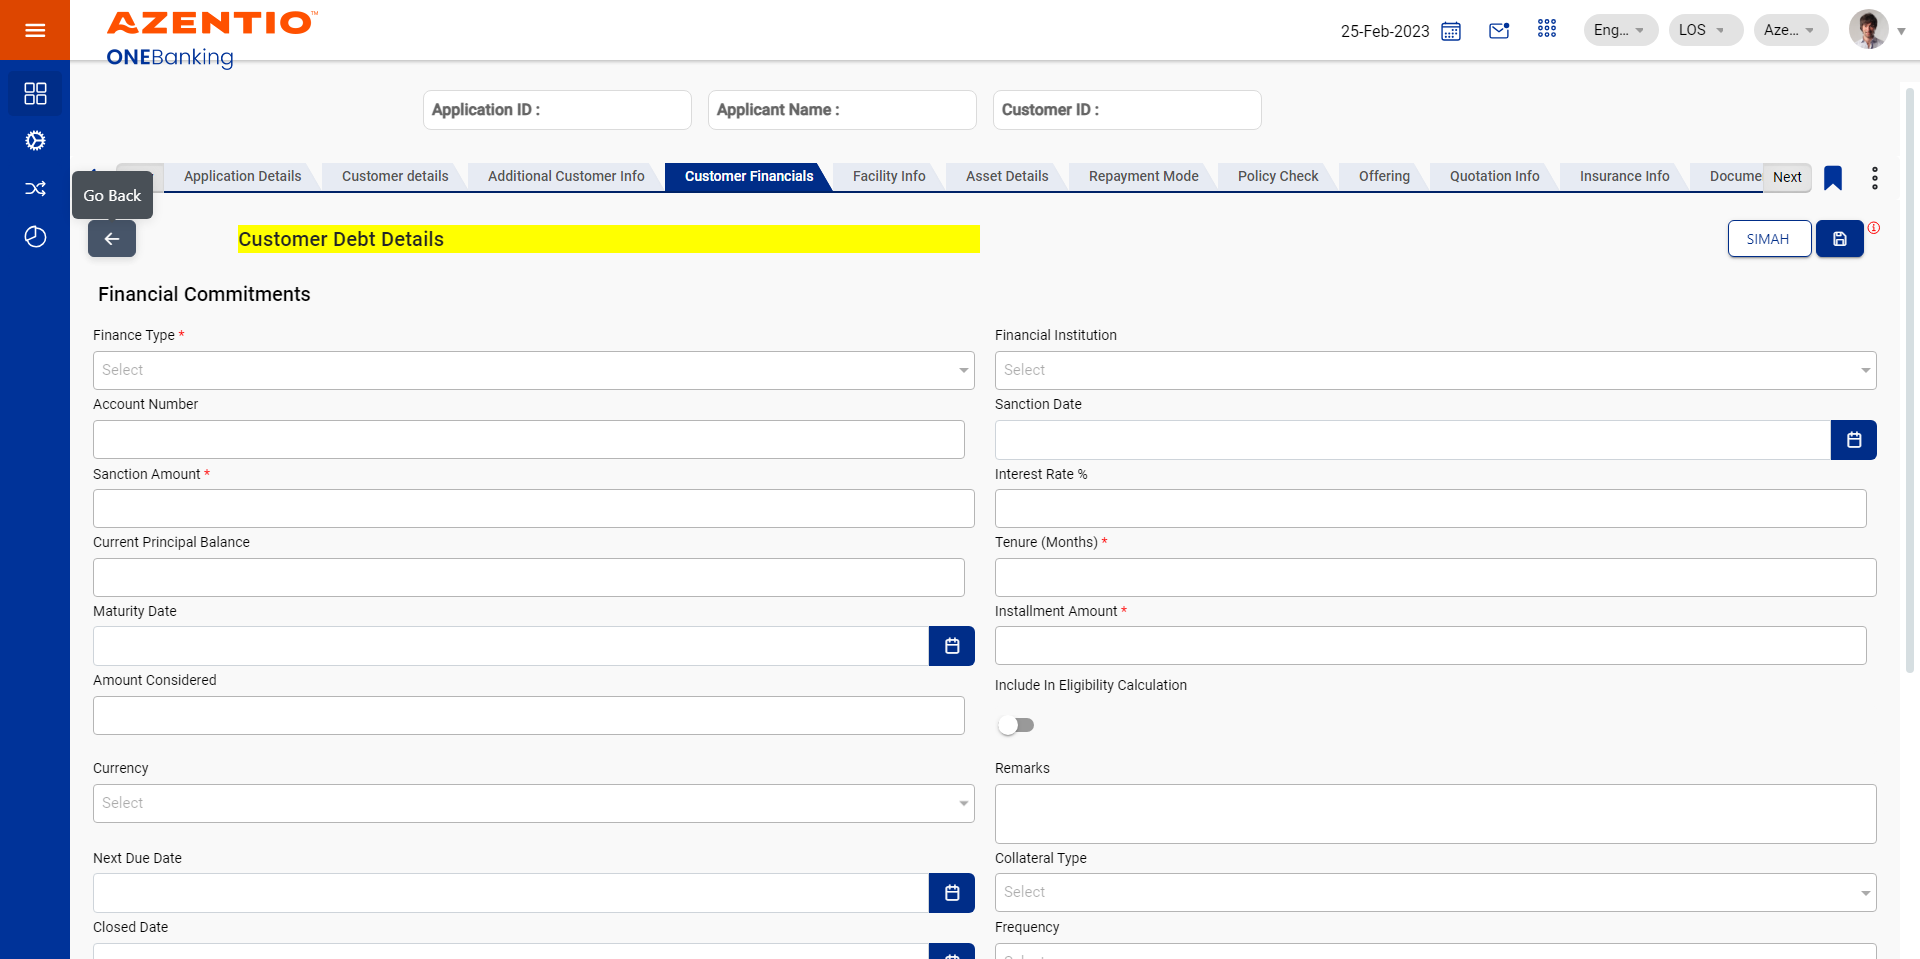 AZENTIO™
ONEBanking
25-Feb-2023
Eng...
LOS
Aze...
Application ID :
Applicant Name :
Customer ID :
Application Details
Customer details
Additional Customer Info
Customer Financials
Facility Info
Asset Details
Repayment Mode
Policy Check
Offering
Quotation Info
Insurance Info
Docume
Next
Go Back
Customer Debt Details
SIMAH
Financial Commitments
Finance Type *
Financial Institution
Select
Select
Account Number
Sanction Date
Sanction Amount *
Interest Rate %
Current Principal Balance
Tenure (Months) *
Maturity Date
Installment Amount *
Amount Considered
Include In Eligibility Calculation
Currency
Remarks
Select
Next Due Date
Collateral Type
Select
Closed Date
Frequency